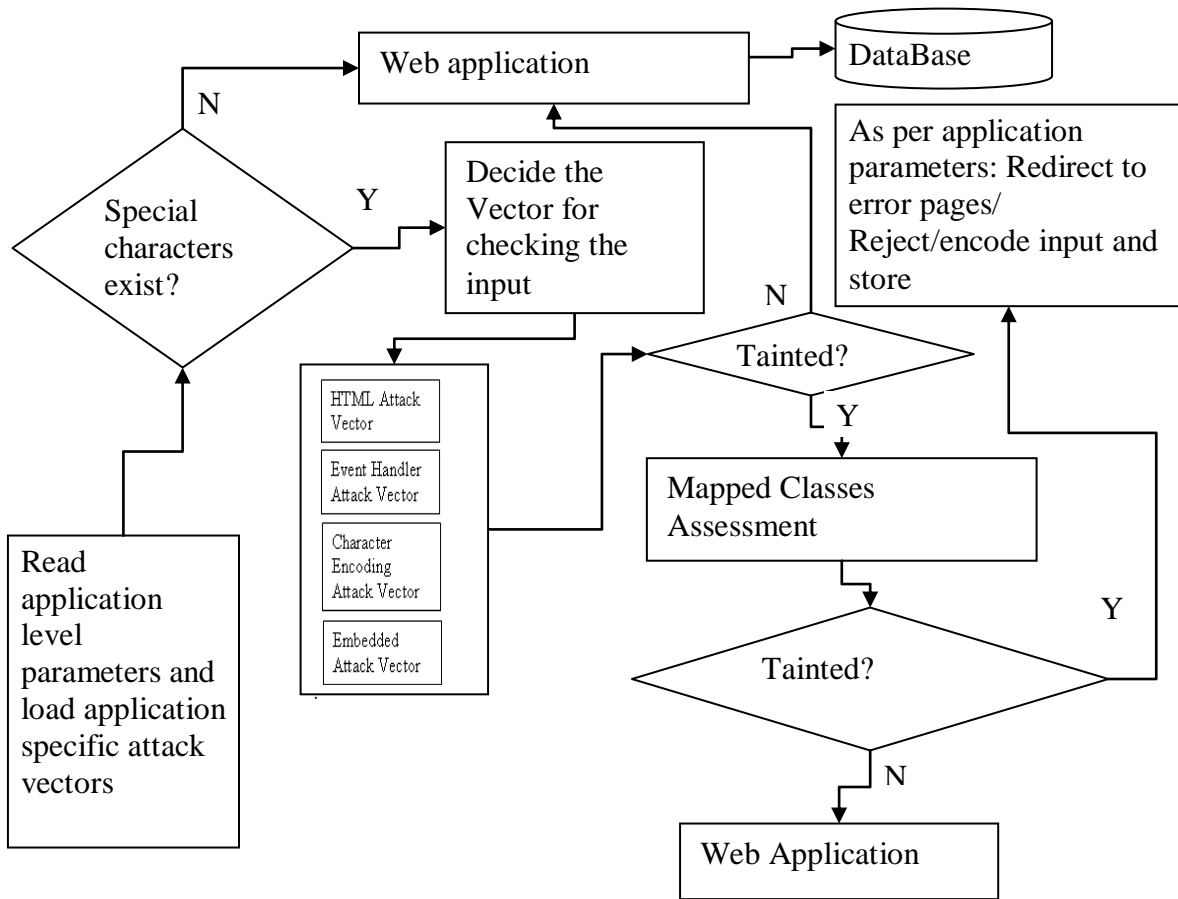 Web application
DataBase
N
As per application
parameters: Redirect to
error pages/
Reject/encode input and
store
Decide the
Vector for
checking the
input
Y
Special
characters
exist?
N
Tainted?
HTML Attack
Vector
Event Handler
Attack Vector
Character
Encoding
Attack Vector
Embedded
Attack Vector
Y
Mapped Classes
Assessment
Read
application
level
parameters and
load application
specific attack
vectors
Y
Tainted?
N
Web Application